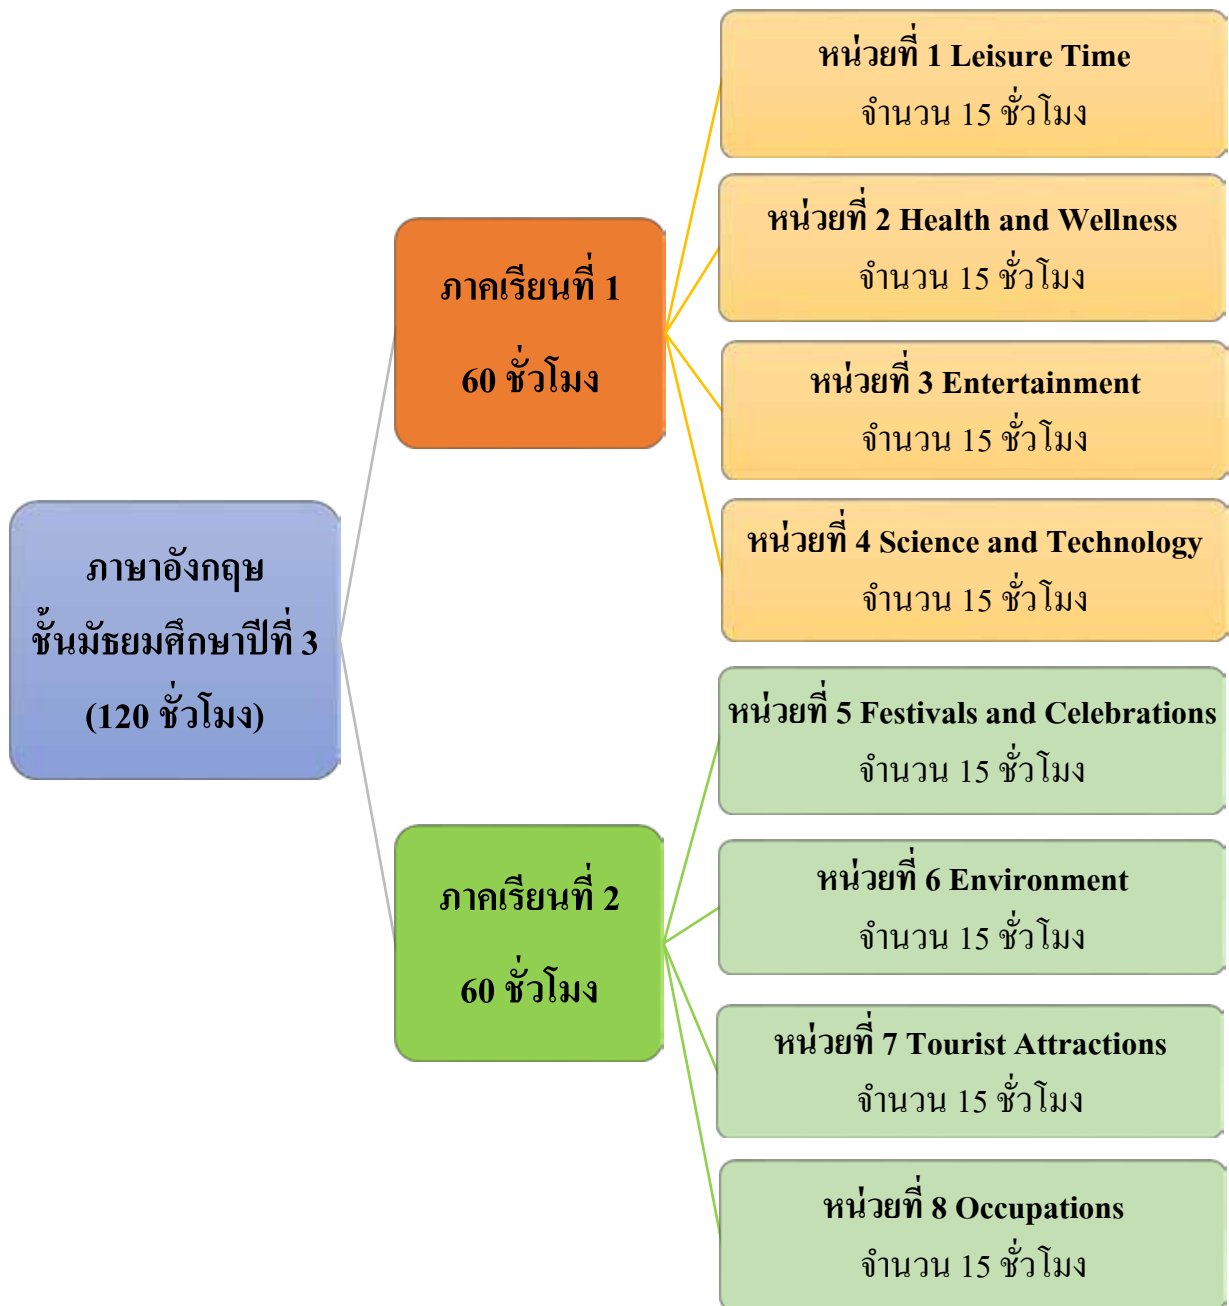 ภาษาอังกฤษ
ชั้นมัธยมศึกษาปีที่ 3
(120 ชั่วโมง)
ภาคเรียนที่ 1
60 ชั่วโมง
หน่วยที่ 1 Leisure Time
จำนวน 15 ชั่วโมง
หน่วยที่ 2 Health and Wellness
จำนวน 15 ชั่วโมง
หน่วยที่ 3 Entertainment
จำนวน 15 ชั่วโมง
หน่วยที่ 4 Science and Technology
จำนวน 15 ชั่วโมง
ภาคเรียนที่ 2
60 ชั่วโมง
หน่วยที่ 5 Festivals and Celebrations
จำนวน 15 ชั่วโมง
หน่วยที่ 6 Environment
จำนวน 15 ชั่วโมง
หน่วยที่ 7 Tourist Attractions
จำนวน 15 ชั่วโมง
หน่วยที่ 8 Occupations
จำนวน 15 ชั่วโมง